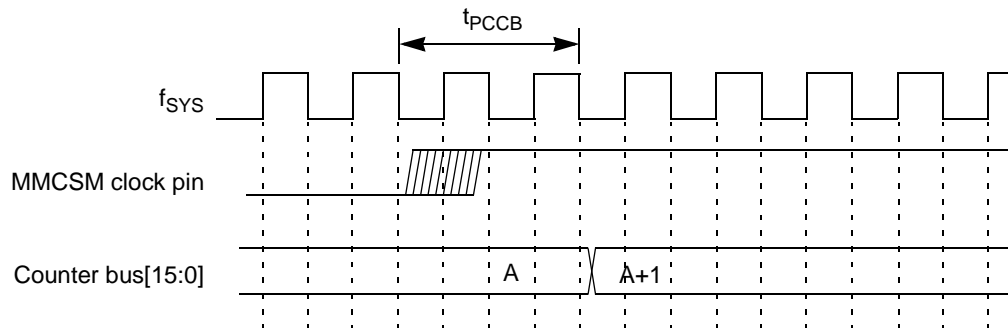 tPCCB
fSYS
MMCSM clock pin
Counter bus[15:0]
A
A+1